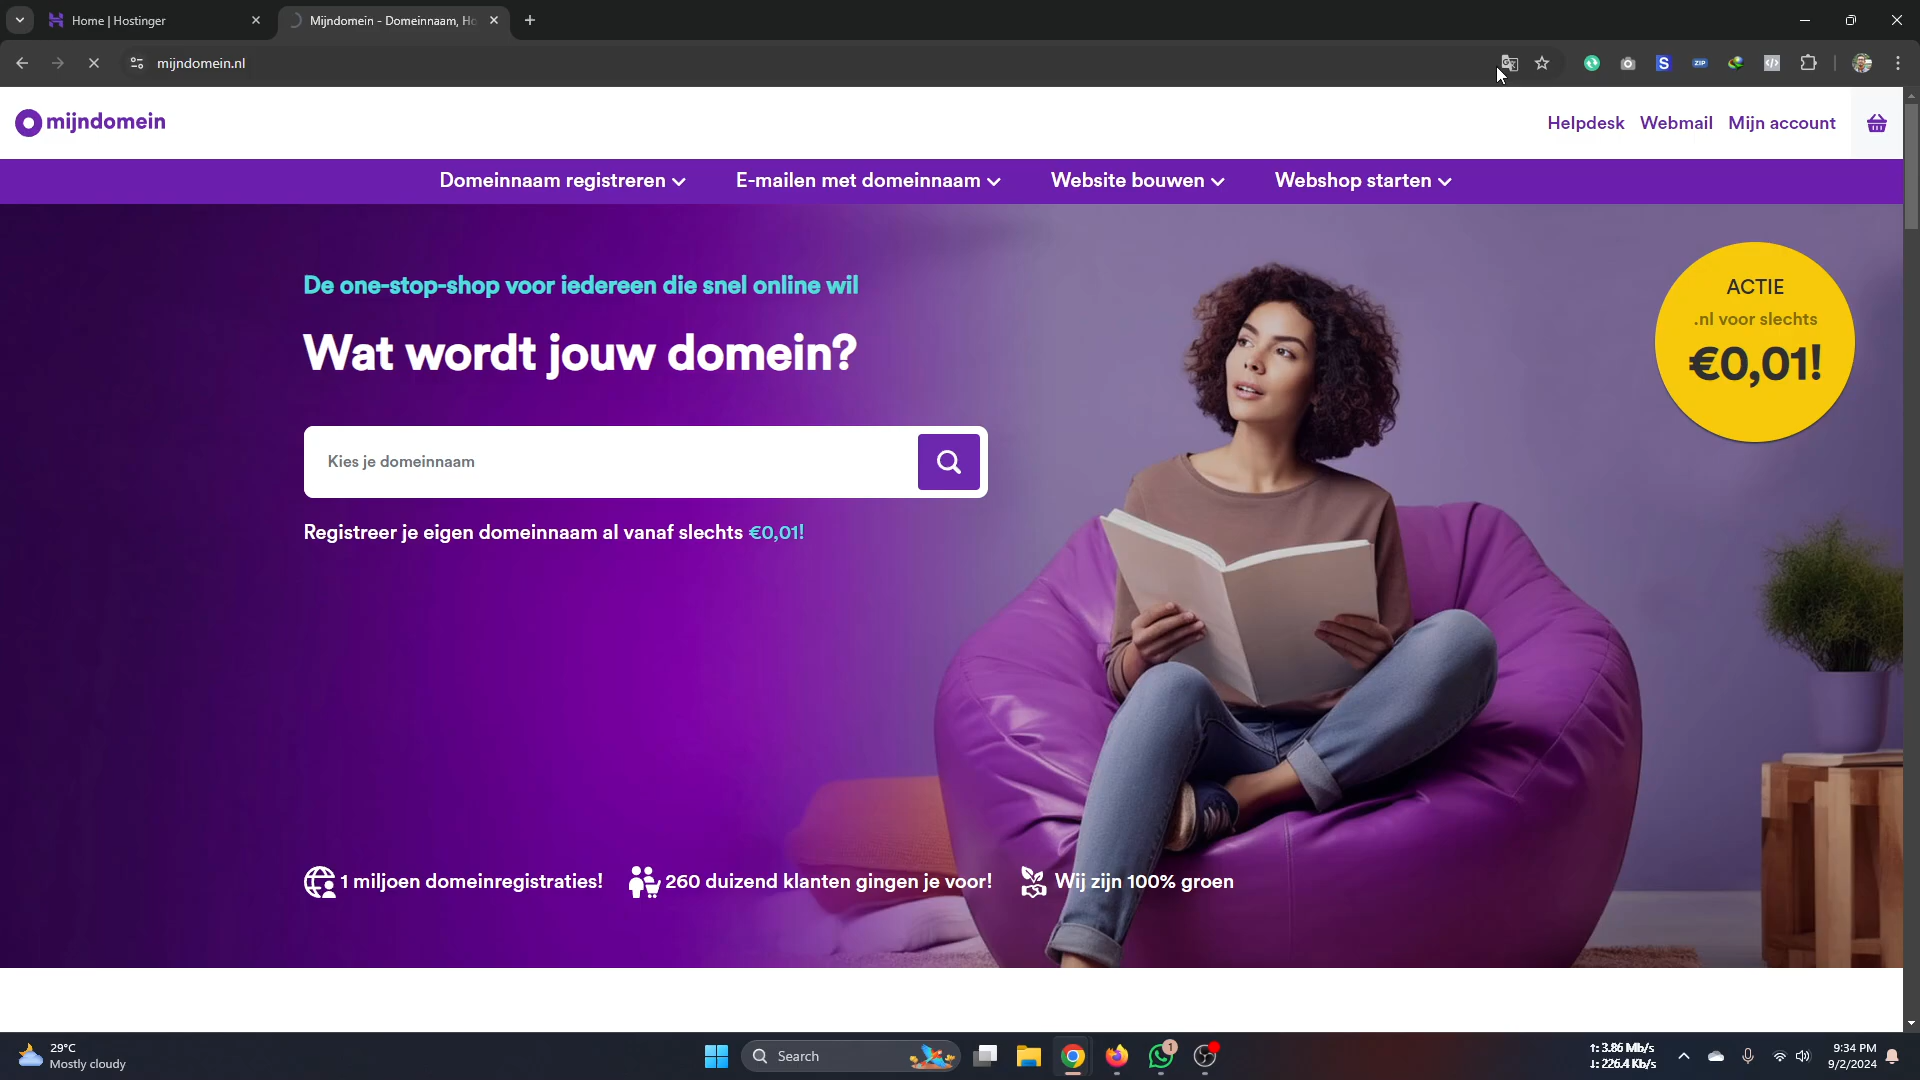 Home | Hostinger
Mijndomein - Domeinnaam, Ho
mijndomein.nl
S
ZIP
mijndomein
Helpdesk Webmail Mijn account
Domeinnaam registreren E-mailen met domeinnaam Website bouwen Webshop starten
De one-stop-shop voor iedereen die snel online wil
Wat wordt jouw domein?
ACTIE
.nl voor slechts
€0,01!
Kies je domeinnaam
Registreer je eigen domeinnaam al vanaf slechts €0,01!
1 miljoen domeinregistraties! 260 duizend klanten gingen je voor! Wij zijn 100% groen
29°C
Mostly cloudy
Search
1
↑: 3.86 Mb/s
↓: 226.4 Kb/s
9:34 PM
9/2/2024